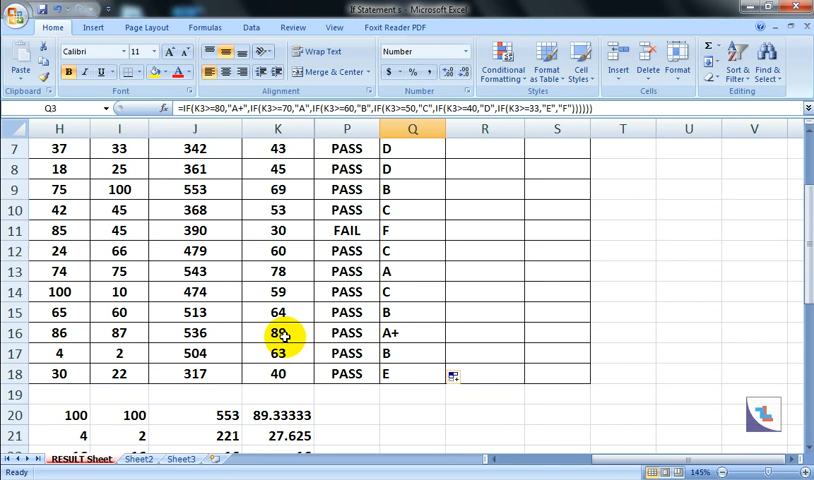 If Statement s - Microsoft Excel
Home Insert Page Layout Formulas Data Review View Foxit Reader PDF
Calibri 11 Wrap Text Number
Paste B I U Merge & Center $ % , Conditional Formatting Format as Table Cell Styles Insert Delete Format Sort & Filter Find & Select
Clipboard Font Alignment Number Styles Cells Editing
Q3 fx =IF(K3>=80,"A+",IF(K3>=70,"A",IF(K3>=60,"B",IF(K3>=50,"C",IF(K3>=40,"D",IF(K3>=33,"E","F"))))))
H I J K P Q R S T U V
7 37 33 342 43 PASS D
8 18 25 361 45 PASS D
9 75 100 553 69 PASS B
10 42 45 368 53 PASS C
11 85 45 390 30 FAIL F
12 24 66 479 60 PASS C
13 74 75 543 78 PASS A
14 100 10 474 59 PASS C
15 65 60 513 64 PASS B
16 86 87 536 89 PASS A+
17 4 2 504 63 PASS B
18 30 22 317 40 PASS E
19
20 100 100 553 89.33333
21 4 2 221 27.625
RESULT Sheet Sheet2 Sheet3
Ready 145%